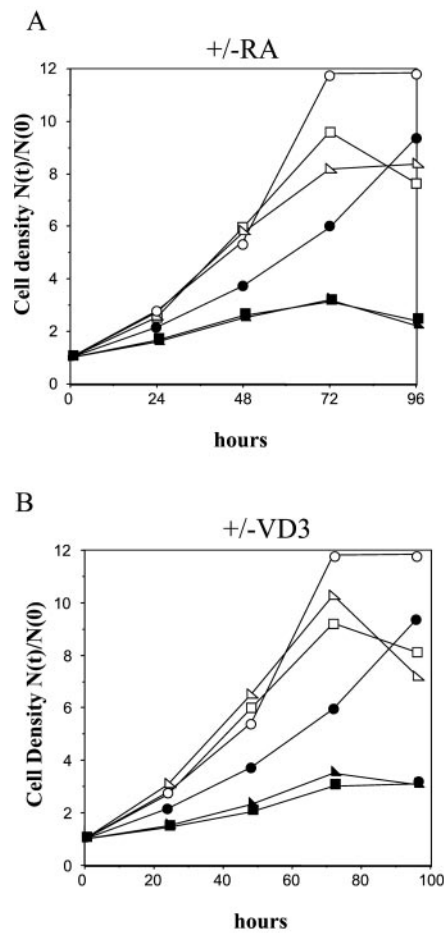 A
+/-RA
12
10
8
6
4
2
0
Cell density N(t)/N(0)
0 24 48 72 96
hours
B
+/-VD3
12
10
8
6
4
2
0
Cell Density N(t)/N(0)
0 20 40 60 80 100
hours